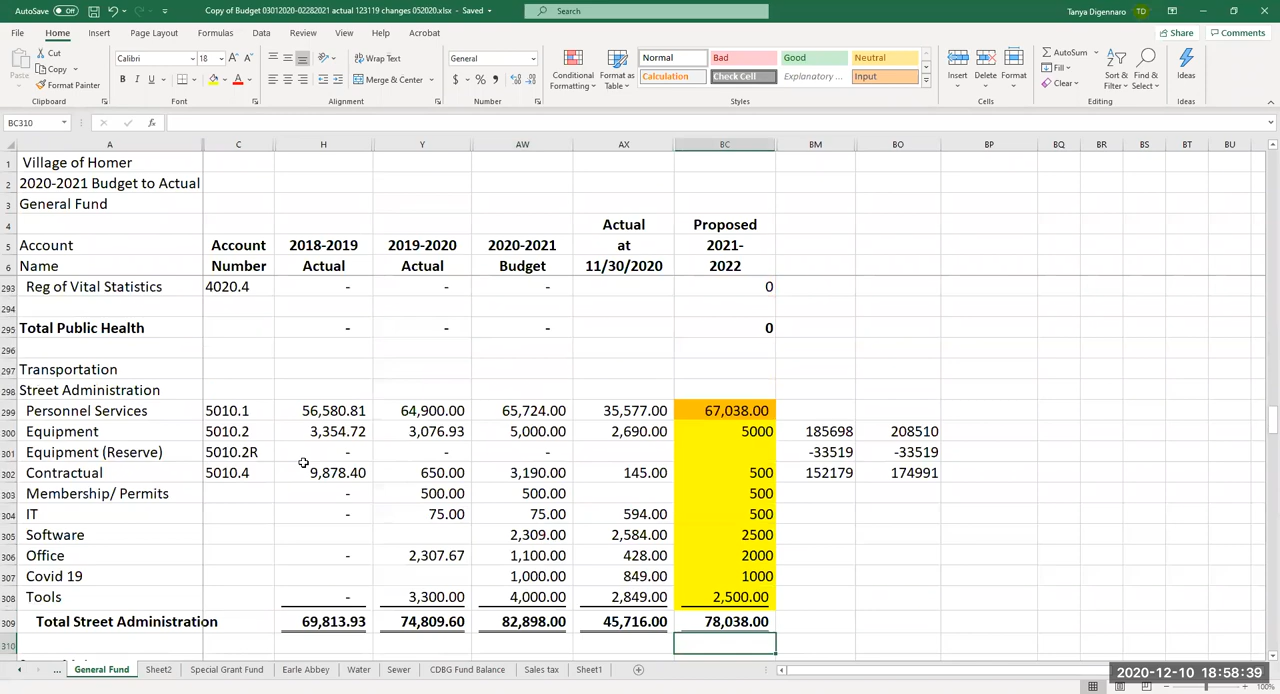 AutoSave Off Copy of Budget 03012020-02282021 actual 123119 changes 052020.xlsx - Saved Search Tanya Digennaro TD
File Home Insert Page Layout Formulas Data Review View Help Acrobat Share Comments
Paste Cut Copy Format Painter Calibri 18 B I U A A A Wrap Text Merge & Center General $ % 9 Conditional Formatting Format as Table Normal Bad Good Neutral Calculation Check Cell Explanatory ... Input Insert Delete Format AutoSum Fill Clear Sort & Filter Find & Select Ideas
Clipboard Font Alignment Number Styles Cells Editing Ideas
BC310 fx
A C H Y AW AX BC BM BO BP BQ BR BS BT BU
1 Village of Homer
2 2020-2021 Budget to Actual
3 General Fund
4 Actual Proposed
5 Account Account 2018-2019 2019-2020 2020-2021 at 2021-
6 Name Number Actual Actual Budget 11/30/2020 2022
293 Reg of Vital Statistics 4020.4 - - - 0
294
295 Total Public Health - - - 0
296
297 Transportation
298 Street Administration
299 Personnel Services 5010.1 56,580.81 64,900.00 65,724.00 35,577.00 67,038.00
300 Equipment 5010.2 3,354.72 3,076.93 5,000.00 2,690.00 5000 185698 208510
301 Equipment (Reserve) 5010.2R - - - -33519 -33519
302 Contractual 5010.4 9,878.40 650.00 3,190.00 145.00 500 152179 174991
303 Membership/ Permits - 500.00 500.00 500
304 IT - 75.00 75.00 594.00 500
305 Software 2,309.00 2,584.00 2500
306 Office - 2,307.67 1,100.00 428.00 2000
307 Covid 19 1,000.00 849.00 1000
308 Tools - 3,300.00 4,000.00 2,849.00 2,500.00
309 Total Street Administration 69,813.93 74,809.60 82,898.00 45,716.00 78,038.00
310
... General Fund Sheet2 Special Grant Fund Earle Abbey Water Sewer CDBG Fund Balance Sales tax Sheet1
2020-12-10 18:58:39
100%